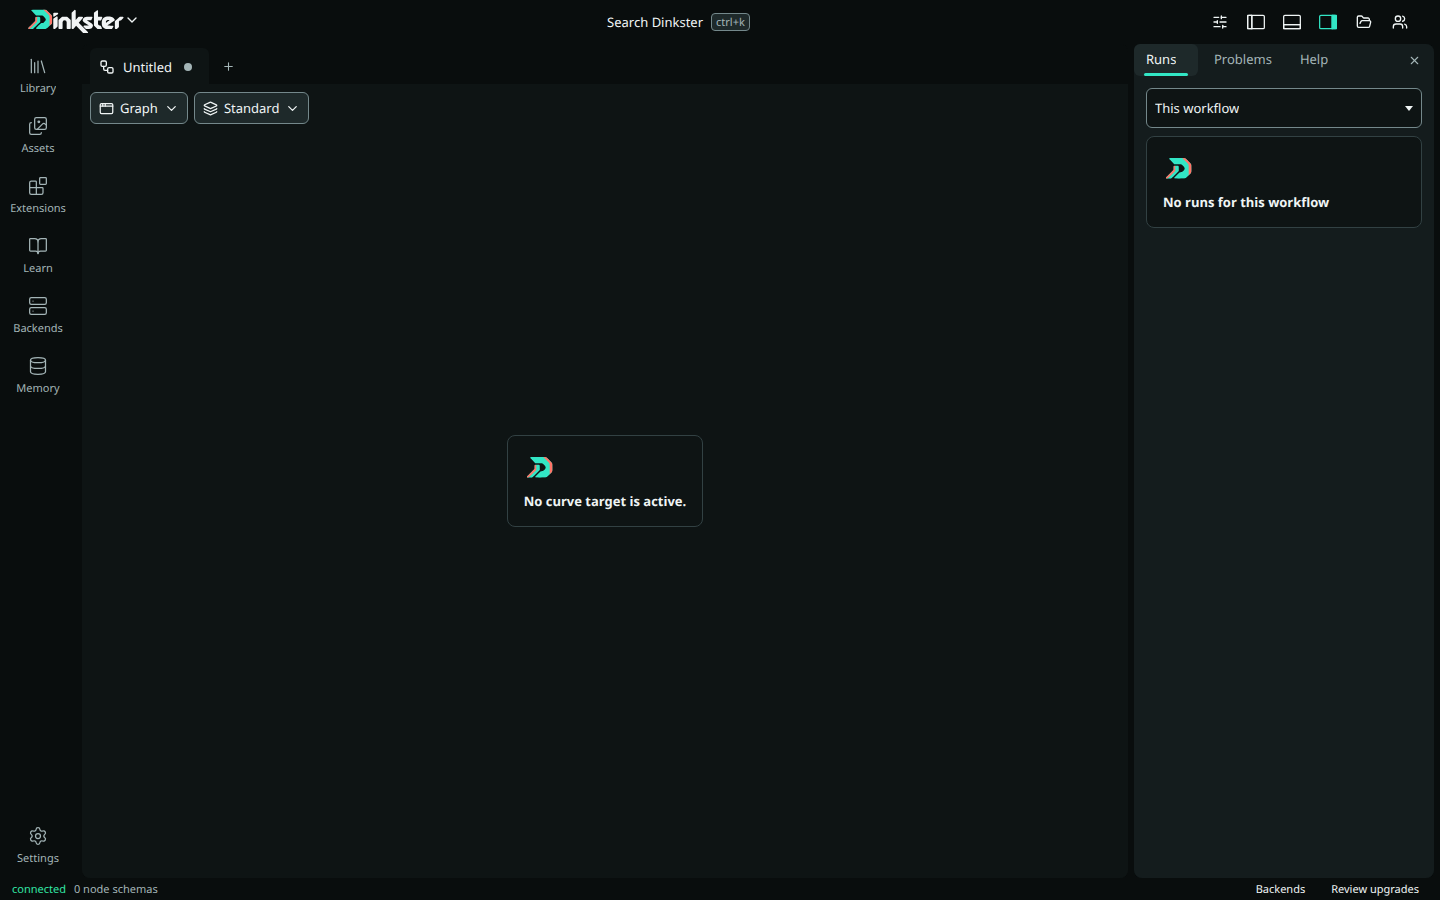 Dinkster
Search Dinkster ctrl+k
Library
Assets
Extensions
Learn
Backends
Memory
Settings
Untitled
Graph
Standard
No curve target is active.
Runs Problems Help
This workflow
No runs for this workflow
connected 0 node schemas
Backends Review upgrades